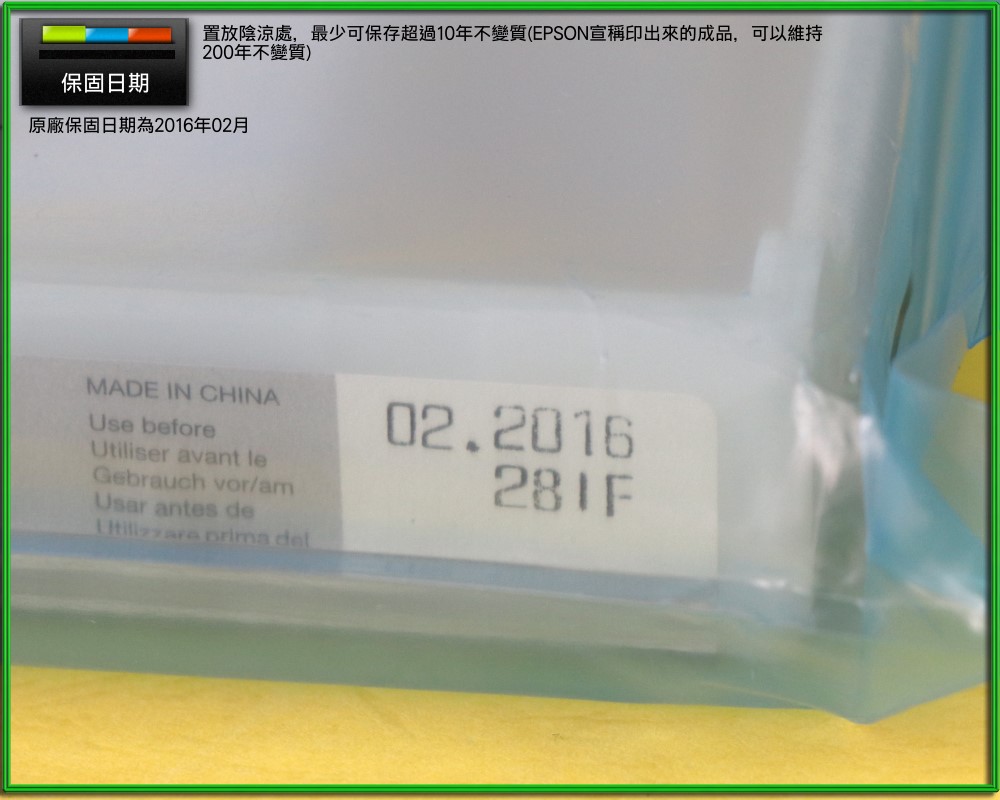 保固日期
置放陰涼處，最少可保存超過10年不變質(EPSON宣稱印出來的成品，可以維持
200年不變質)
原廠保固日期為2016年02月
MADE IN CHINA
Use before
Utiliser avant le
Gebrauch vor/am
Usar antes de
Utilizzare prima del
02.2016
28IF